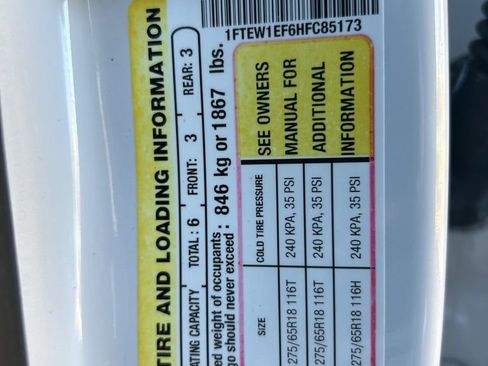 1FTEW1EF6HFC85173
TIRE AND LOADING INFORMATION
ATING CAPACITY TOTAL: 6 FRONT: 3 REAR: 3
ed weight of occupants :
go should never exceed : 846 kg or 1867 lbs.
SIZE COLD TIRE PRESSURE
275/65R18 116T 240 KPA, 35 PSI
275/65R18 116T 240 KPA, 35 PSI
275/65R18 116H 240 KPA, 35 PSI
SEE OWNERS
MANUAL FOR
ADDITIONAL
INFORMATION